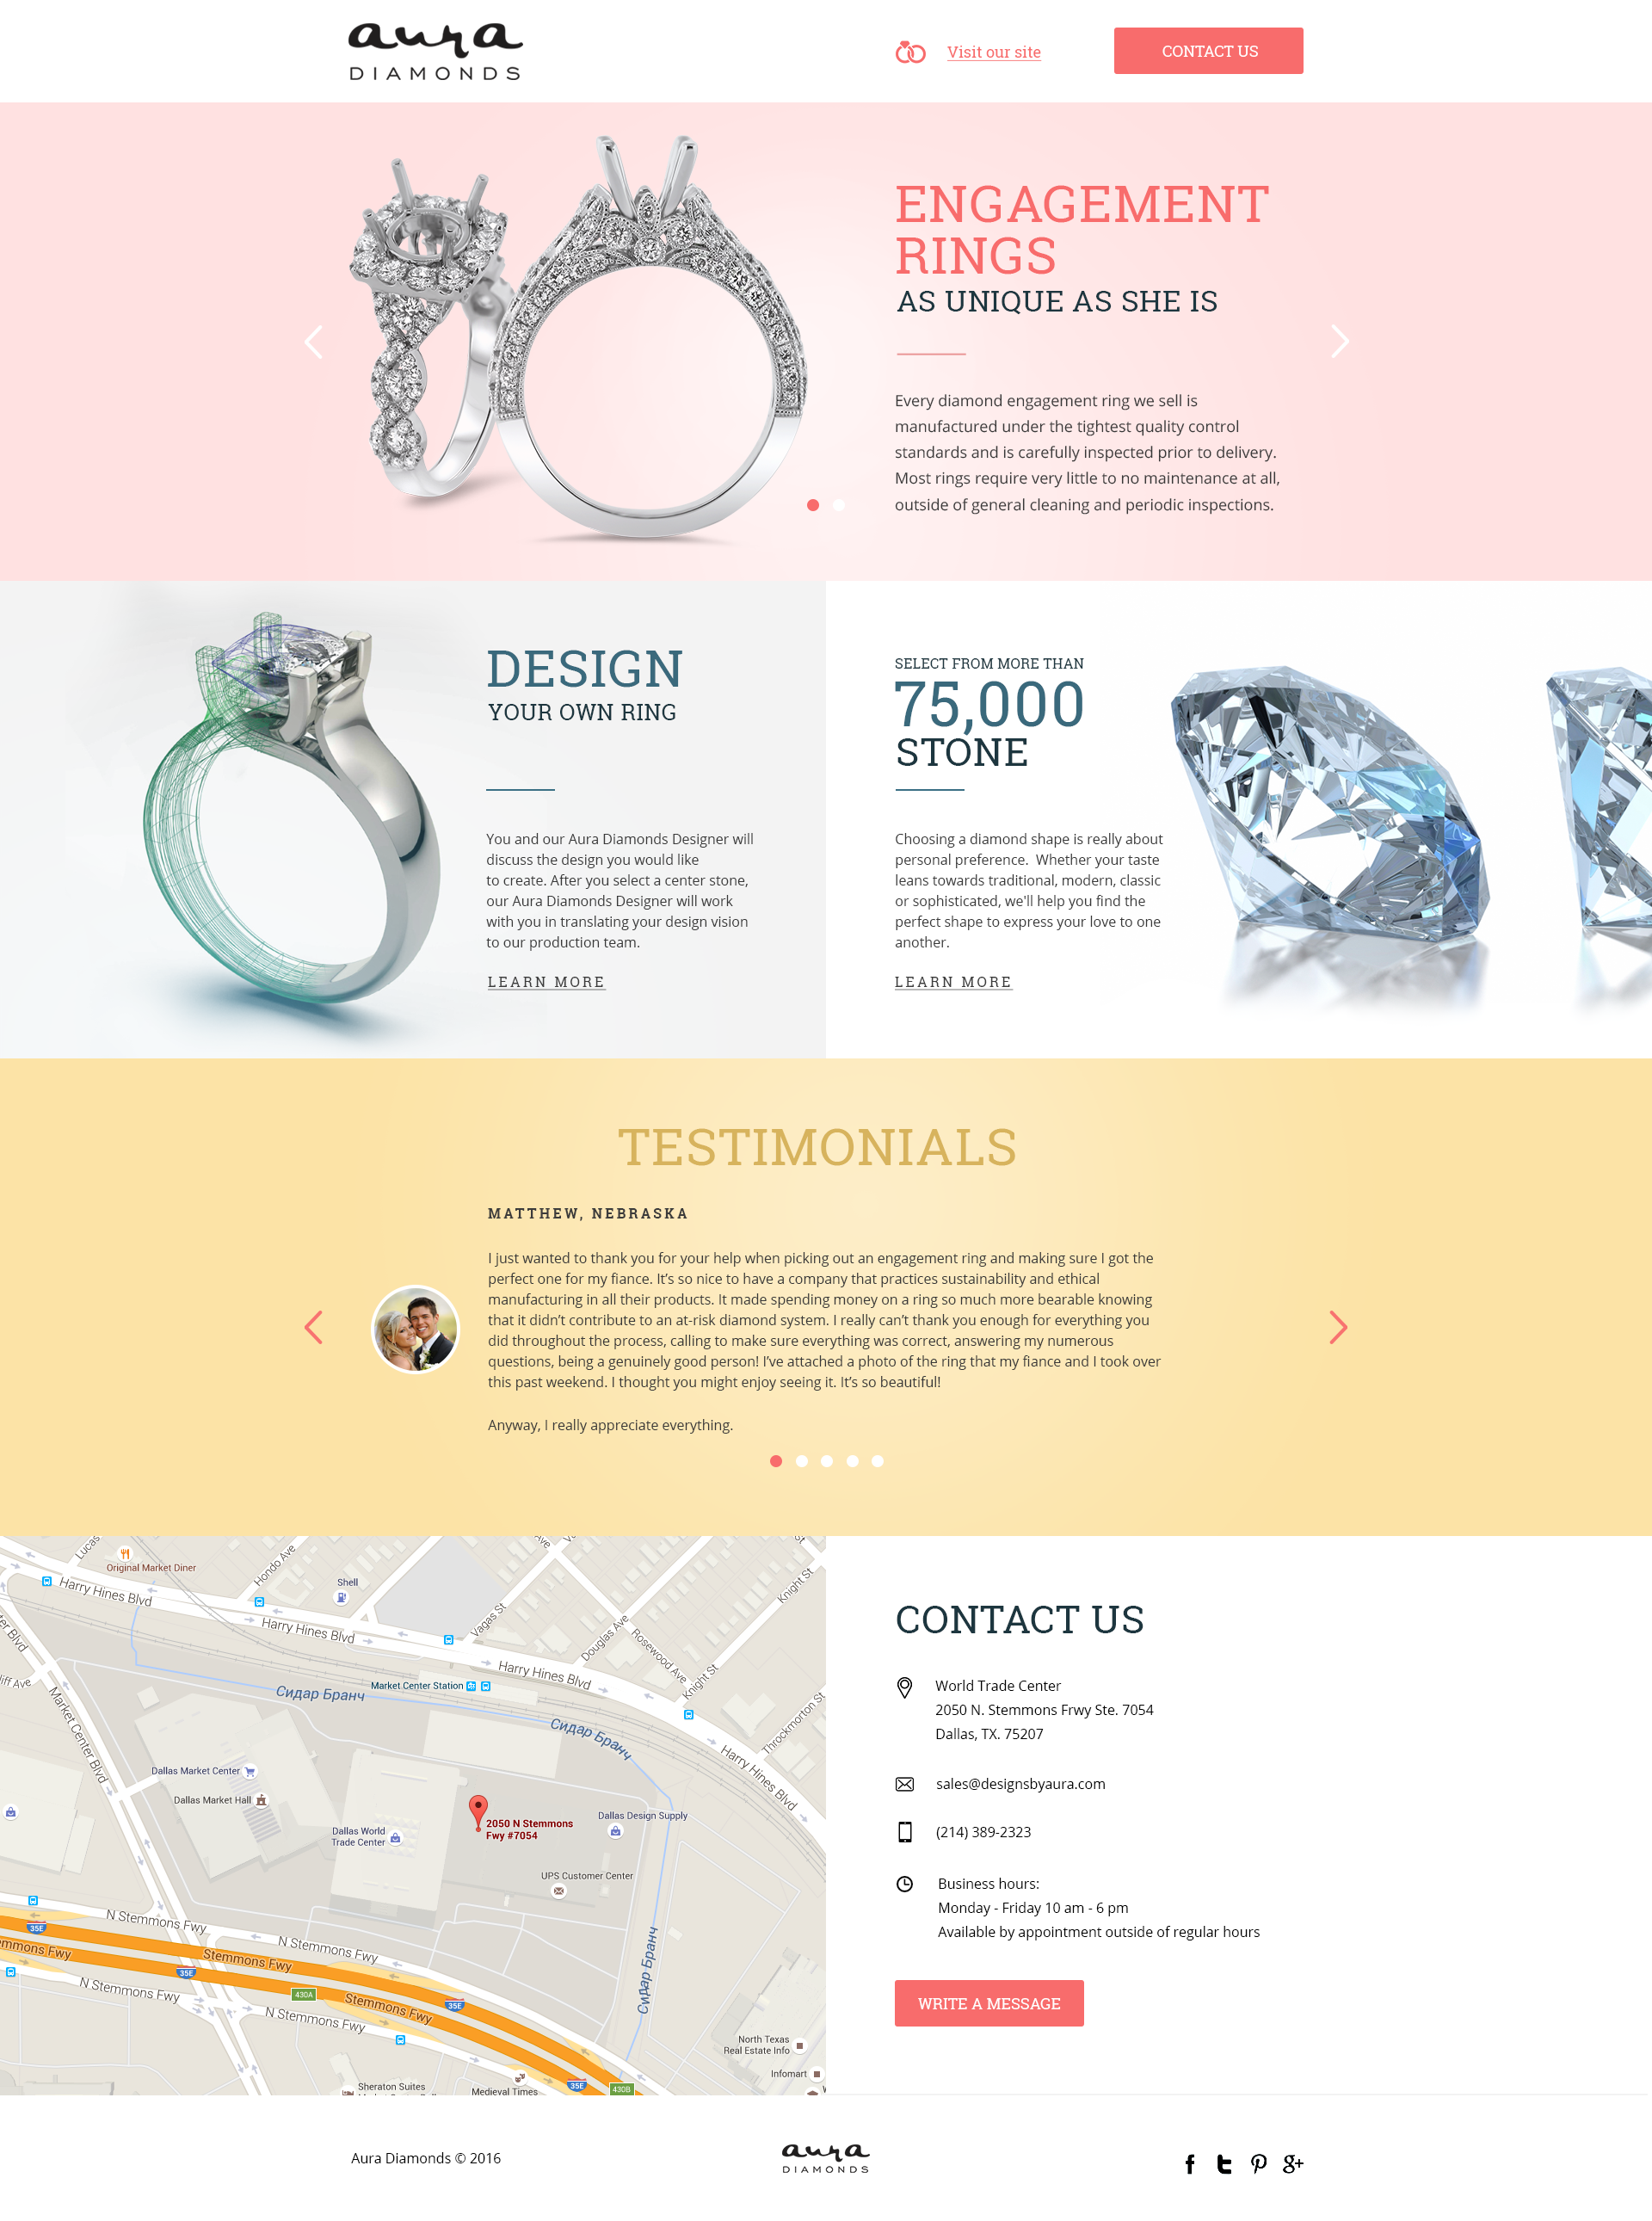 aura
DIAMONDS
Visit our site
CONTACT US
ENGAGEMENT
RINGS
AS UNIQUE AS SHE IS
Every diamond engagement ring we sell is
manufactured under the tightest quality control
standards and is carefully inspected prior to delivery.
Most rings require very little to no maintenance at all,
outside of general cleaning and periodic inspections.
DESIGN
YOUR OWN RING
You and our Aura Diamonds Designer will
discuss the design you would like
to create. After you select a center stone,
our Aura Diamonds Designer will work
with you in translating your design vision
to our production team.
LEARN MORE
SELECT FROM MORE THAN
75,000
STONE
Choosing a diamond shape is really about
personal preference. Whether your taste
leans towards traditional, modern, classic
or sophisticated, we'll help you find the
perfect shape to express your love to one
another.
LEARN MORE
TESTIMONIALS
MATTHEW, NEBRASKA
I just wanted to thank you for your help when picking out an engagement ring and making sure I got the
perfect one for my fiance. It's so nice to have a company that practices sustainability and ethical
manufacturing in all their products. It made spending money on a ring so much more bearable knowing
that it didn't contribute to an at-risk diamond system. I really can't thank you enough for everything you
did throughout the process, calling to make sure everything was correct, answering my numerous
questions, being a genuinely good person! I've attached a photo of the ring that my fiance and I took over
this past weekend. I thought you might enjoy seeing it. It's so beautiful!
Anyway, I really appreciate everything.
Lucas
Original Market Diner
Hondo Ave
Shell
Harry Hines Blvd
Harry Hines Blvd
Vagas St
Douglas Ave
Rosewood Ave
Knight St
Knight St
Harry Hines Blvd
Market Center Station
Сидар Бранч
Сидар Бранч
Throckmorton St
Harry Hines Blvd
Market Center Blvd
Dallas Market Center
Dallas Market Hall
2050 N Stemmons
Fwy #7054
Dallas Design Supply
Dallas World
Trade Center
UPS Customer Center
N Stemmons Fwy
35E
Stemmons Fwy
N Stemmons Fwy
35E
N Stemmons Fwy
430A
Stemmons Fwy
35E
N Stemmons Fwy
Сидар Бранч
North Texas
Real Estate Info
Infomart
35E
430B
Sheraton Suites
Medieval Times
CONTACT US
World Trade Center
2050 N. Stemmons Frwy Ste. 7054
Dallas, TX. 75207
sales@designsbyaura.com
(214) 389-2323
Business hours:
Monday - Friday 10 am - 6 pm
Available by appointment outside of regular hours
WRITE A MESSAGE
Aura Diamonds © 2016
aura
DIAMONDS